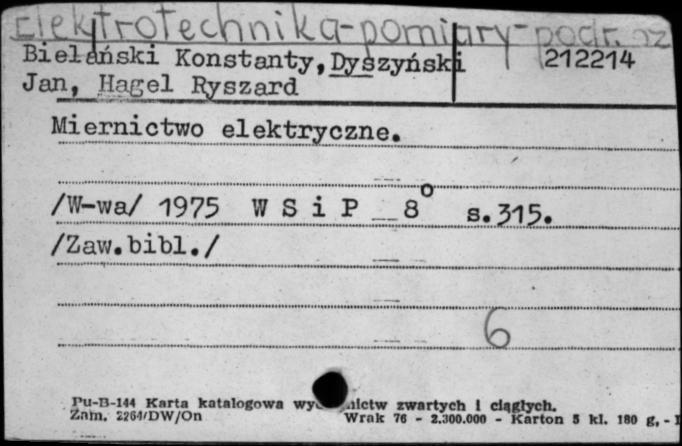 Elektrotechnika-pomiary-podr. sz
Bielański Konstanty, Dyszyński 212214
Jan, Hagel Ryszard
Miernictwo elektryczne.
/W-wa/ 1975 W S i P 8° s.315.
/Zaw.bibl./
6
Pu-B-144 Karta katalogowa zwartych i ciągłych.
Zam. 2264/DW/On Wrak 76 - 2.300.000 - Karton 5 kl. 180 g, -